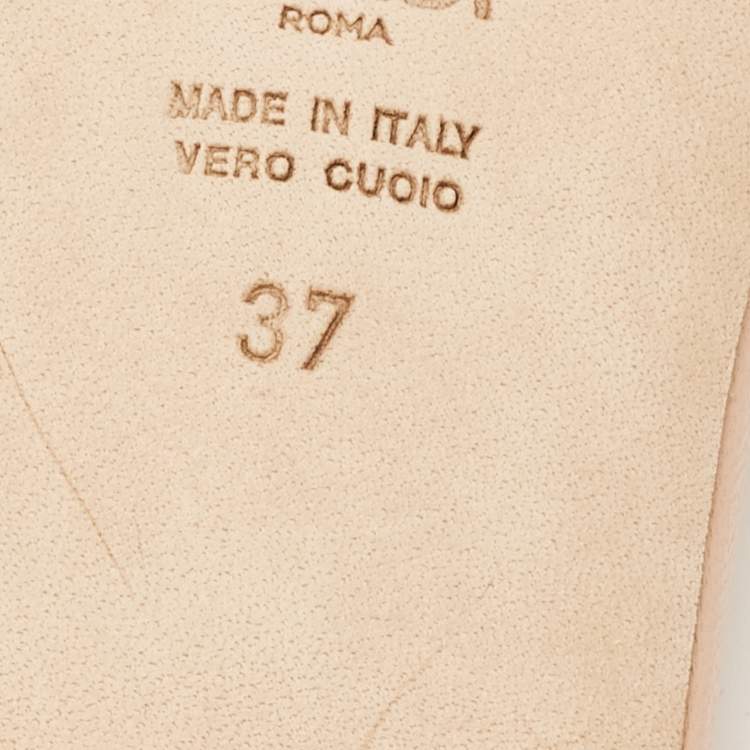 ROMA
MADE IN ITALY
VERO CUOIO
37